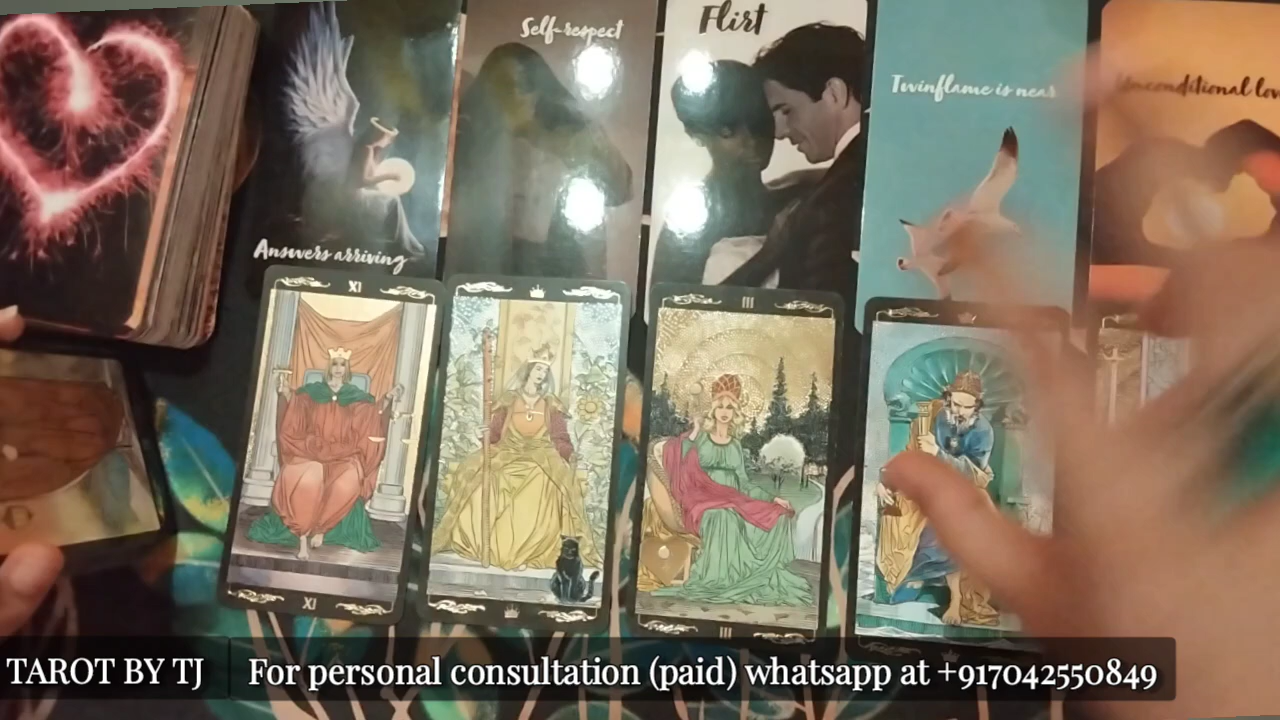 Self-respect
Flirt
Twinflame is near
Unconditional love
Answers arriving
XI
III
XI
III
TAROT BY TJ
For personal consultation (paid) whatsapp at +917042550849